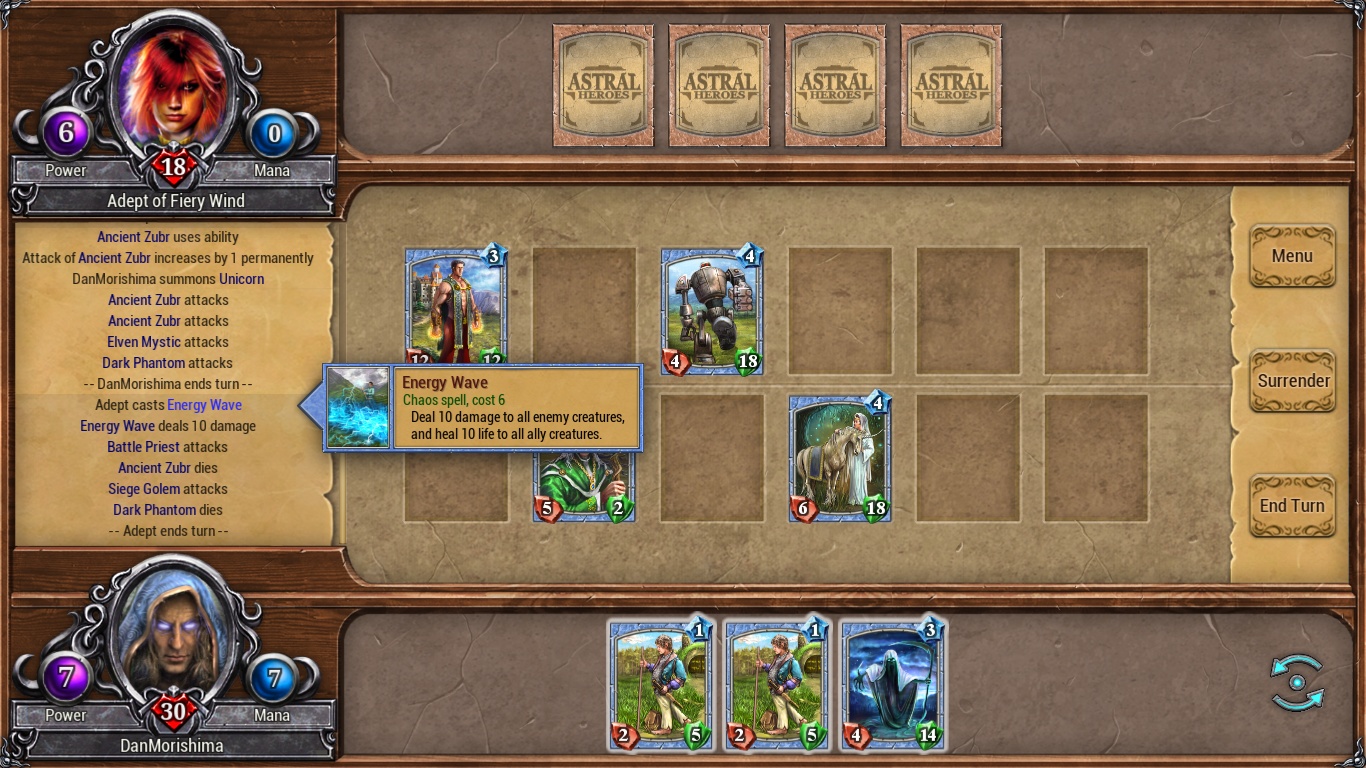 ASTRAL
HEROES
ASTRAL
HEROES
ASTRAL
HEROES
ASTRAL
HEROES
6
0
18
Power
Mana
Adept of Fiery Wind
Ancient Zubr uses ability
Attack of Ancient Zubr increases by 1 permanently
DanMorishima summons Unicorn
Ancient Zubr attacks
Ancient Zubr attacks
Elven Mystic attacks
Dark Phantom attacks
-- DanMorishima ends turn --
Adept casts Energy Wave
Energy Wave deals 10 damage
Battle Priest attacks
Ancient Zubr dies
Siege Golem attacks
Dark Phantom dies
-- Adept ends turn --
3
12
12
4
4
18
Energy Wave
Chaos spell, cost 6
Deal 10 damage to all enemy creatures,
and heal 10 life to all ally creatures.
5
2
4
6
18
Menu
Surrender
End Turn
7
7
30
Power
Mana
DanMorishima
1
2
5
1
2
5
3
4
14